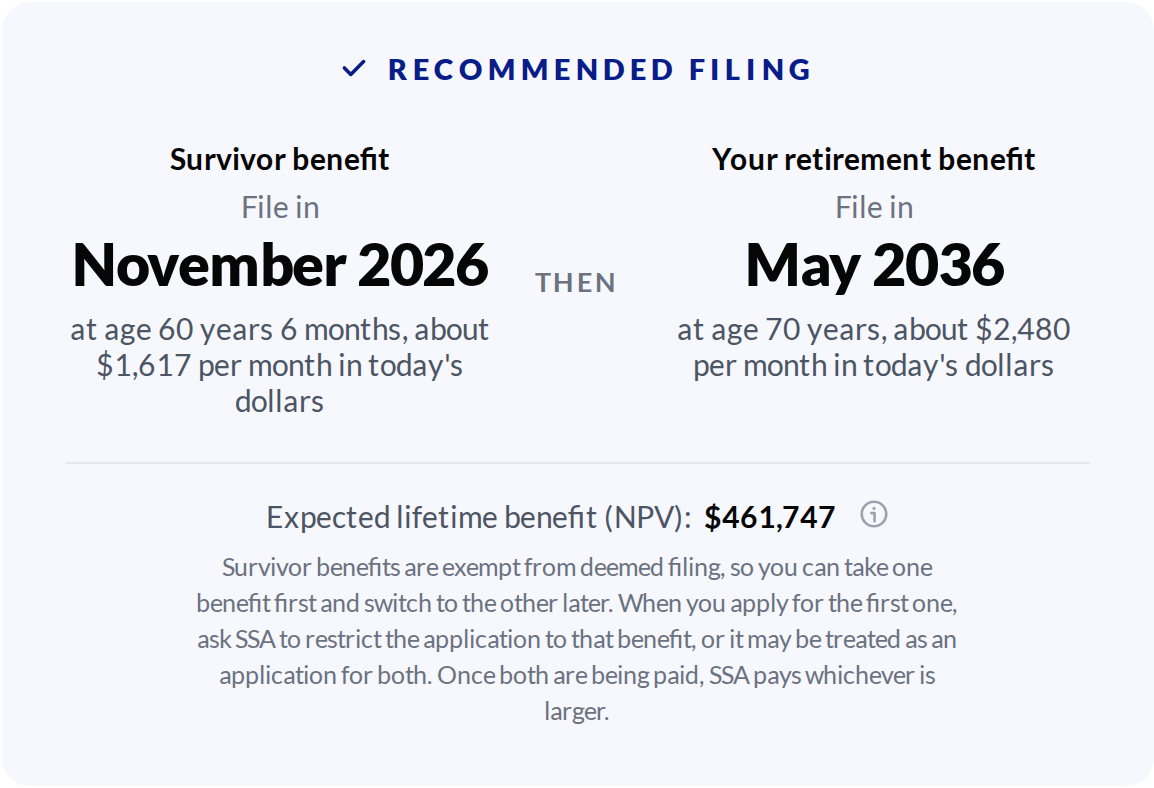 RECOMMENDED FILING
Survivor benefit
File in
November 2026
at age 60 years 6 months, about
$1,617 per month in today's
dollars
THEN
Your retirement benefit
File in
May 2036
at age 70 years, about $2,480
per month in today's dollars
Expected lifetime benefit (NPV): $461,747
Survivor benefits are exempt from deemed filing, so you can take one
benefit first and switch to the other later. When you apply for the first one,
ask SSA to restrict the application to that benefit, or it may be treated as an
application for both. Once both are being paid, SSA pays whichever is
larger.